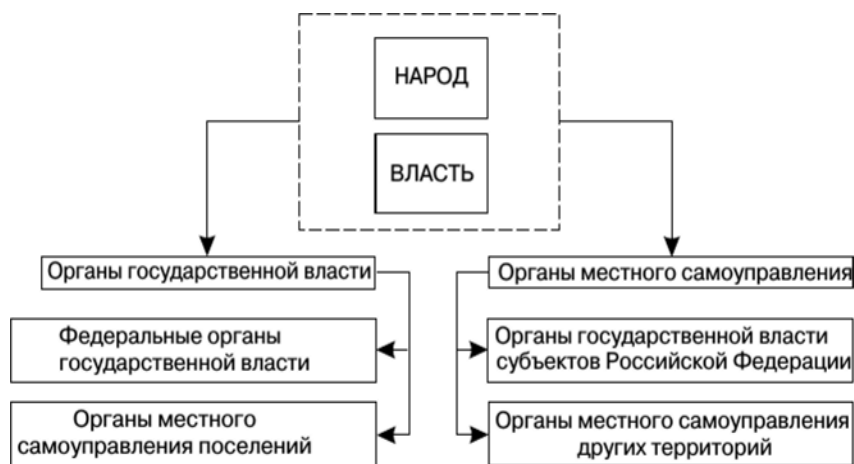 НАРОД
ВЛАСТЬ
Органы государственной власти
Органы местного самоуправления
Федеральные органы
государственной власти
Органы государственной власти
субъектов Российской Федерации
Органы местного
самоуправления поселений
Органы местного самоуправления
других территорий